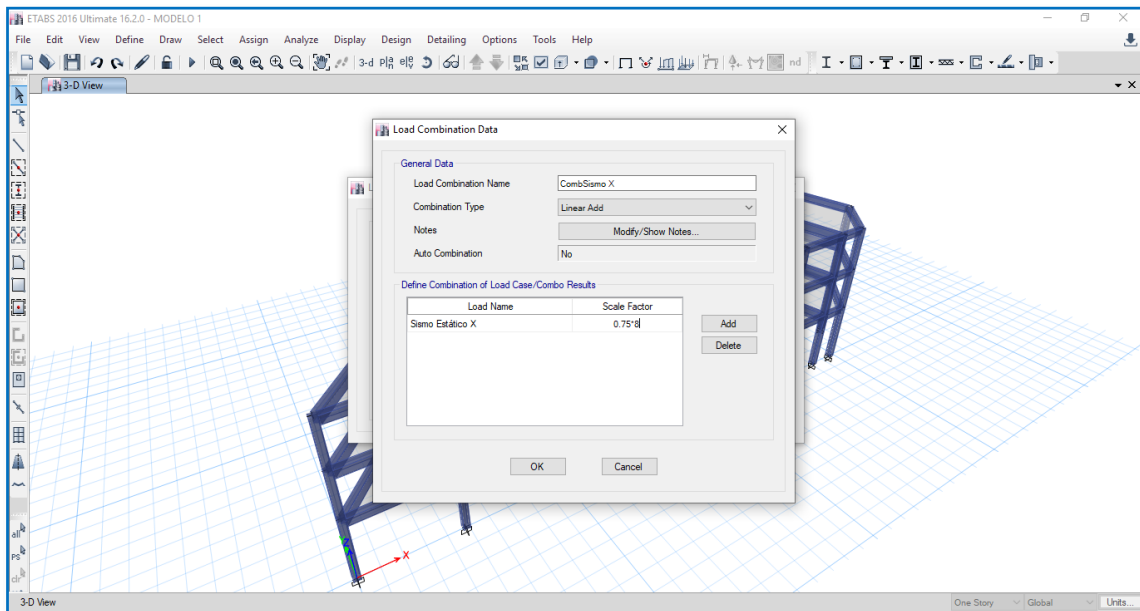 ETABS 2016 Ultimate 16.2.0 - MODELO 1
File Edit View Define Draw Select Assign Analyze Display Design Detailing Options Tools Help
3-d
nd
3-D View
Load Combination Data
L
General Data
Load Combination Name CombSismo X
Combination Type Linear Add
Notes Modify/Show Notes...
Auto Combination No
Define Combination of Load Case/Combo Results
Load Name Scale Factor
Sismo Estático X 0.75*8
Add
Delete
OK Cancel
X
all
PS
clr
3-D View One Story Global Units...